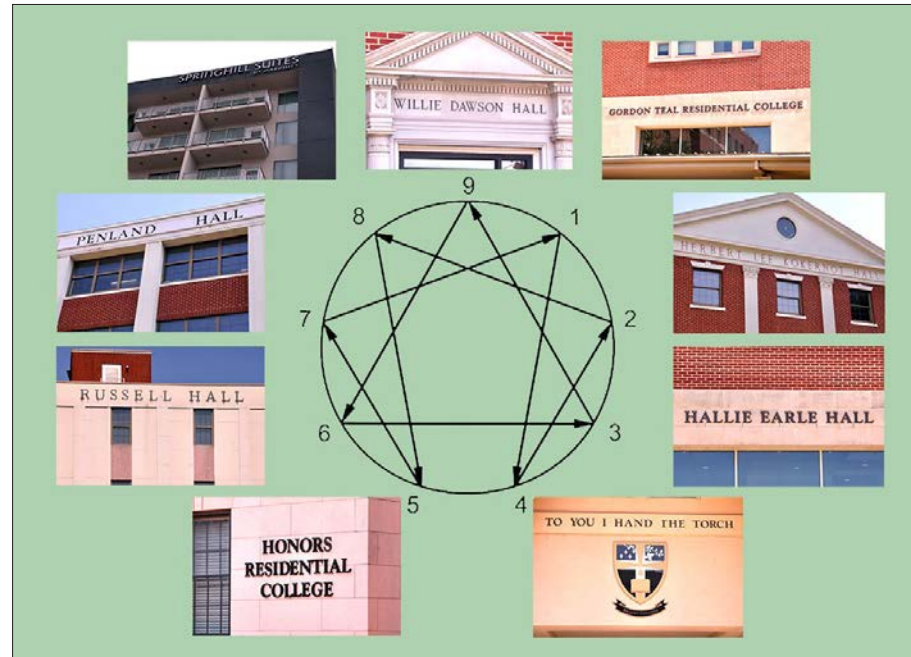 SPRINGHILL SUITES
WILLIE DAWSON HALL
GORDON TEAL RESIDENTIAL COLLEGE
9
8
1
PENLAND HALL
HERBERT LEE KOKERNOT HALL
7
2
RUSSELL HALL
HALLIE EARLE HALL
6
3
5
4
HONORS
RESIDENTIAL
COLLEGE
TO YOU I HAND THE TORCH